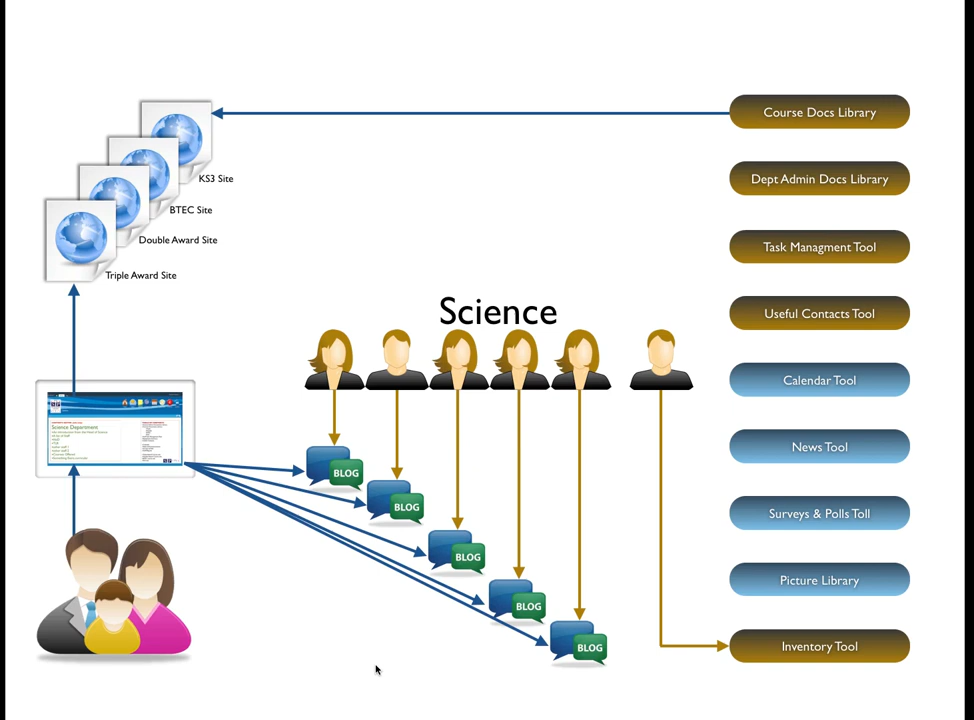 Course Docs Library
KS3 Site
Dept Admin Docs Library
BTEC Site
Double Award Site
Task Managment Tool
Triple Award Site
Science
Useful Contacts Tool
Calendar Tool
Science Department
News Tool
BLOG
BLOG
Surveys & Polls Toll
BLOG
Picture Library
BLOG
Inventory Tool
BLOG